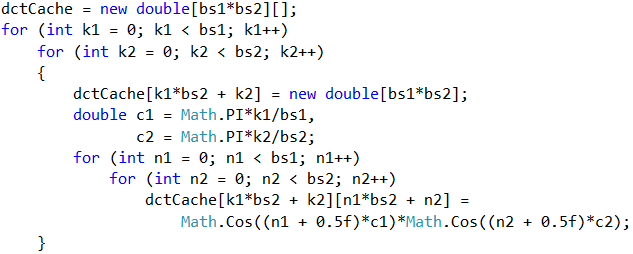 dctCache = new double[bs1*bs2][];
for (int k1 = 0; k1 < bs1; k1++)
    for (int k2 = 0; k2 < bs2; k2++)
    {
        dctCache[k1*bs2 + k2] = new double[bs1*bs2];
        double c1 = Math.PI*k1/bs1,
               c2 = Math.PI*k2/bs2;
        for (int n1 = 0; n1 < bs1; n1++)
            for (int n2 = 0; n2 < bs2; n2++)
                dctCache[k1*bs2 + k2][n1*bs2 + n2] =
                    Math.Cos((n1 + 0.5f)*c1)*Math.Cos((n2 + 0.5f)*c2);
    }